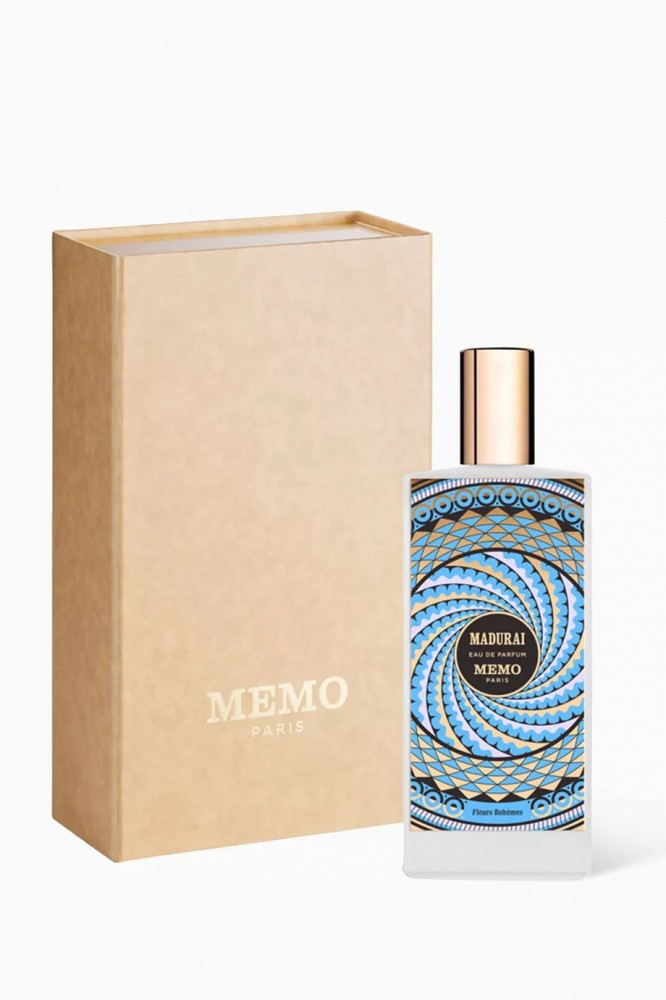 MEMO
PARIS
MADURAI
EAU DE PARFUM
MEMO
PARIS
Fleurs Bohèmes